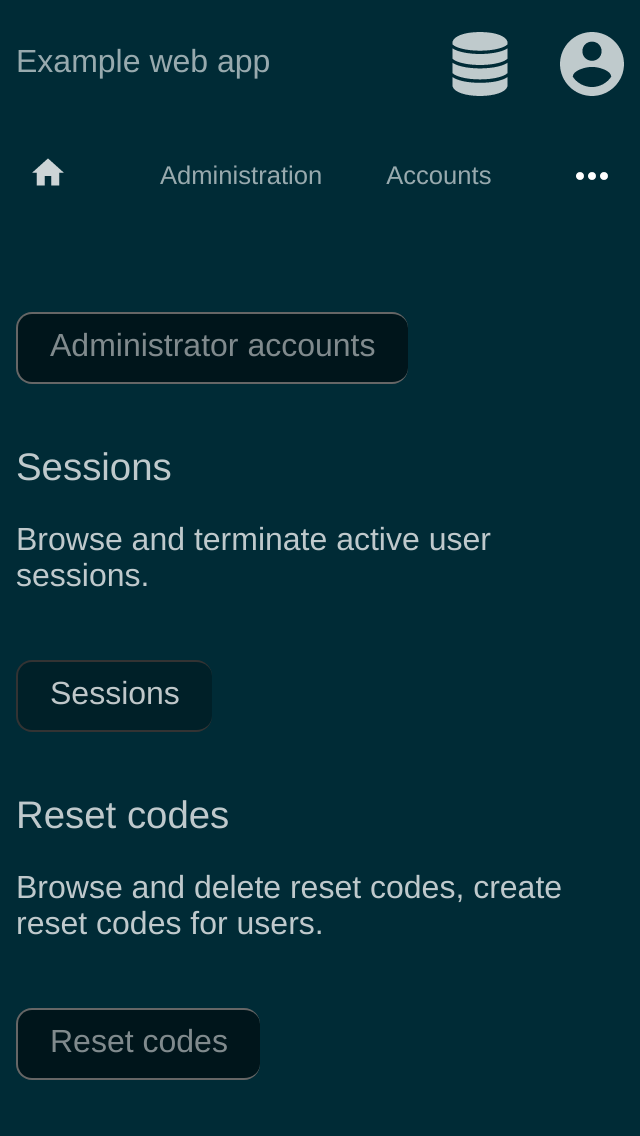 Example web app
Administration Accounts
Administrator accounts
Sessions
Browse and terminate active user
sessions.
Sessions
Reset codes
Browse and delete reset codes, create
reset codes for users.
Reset codes